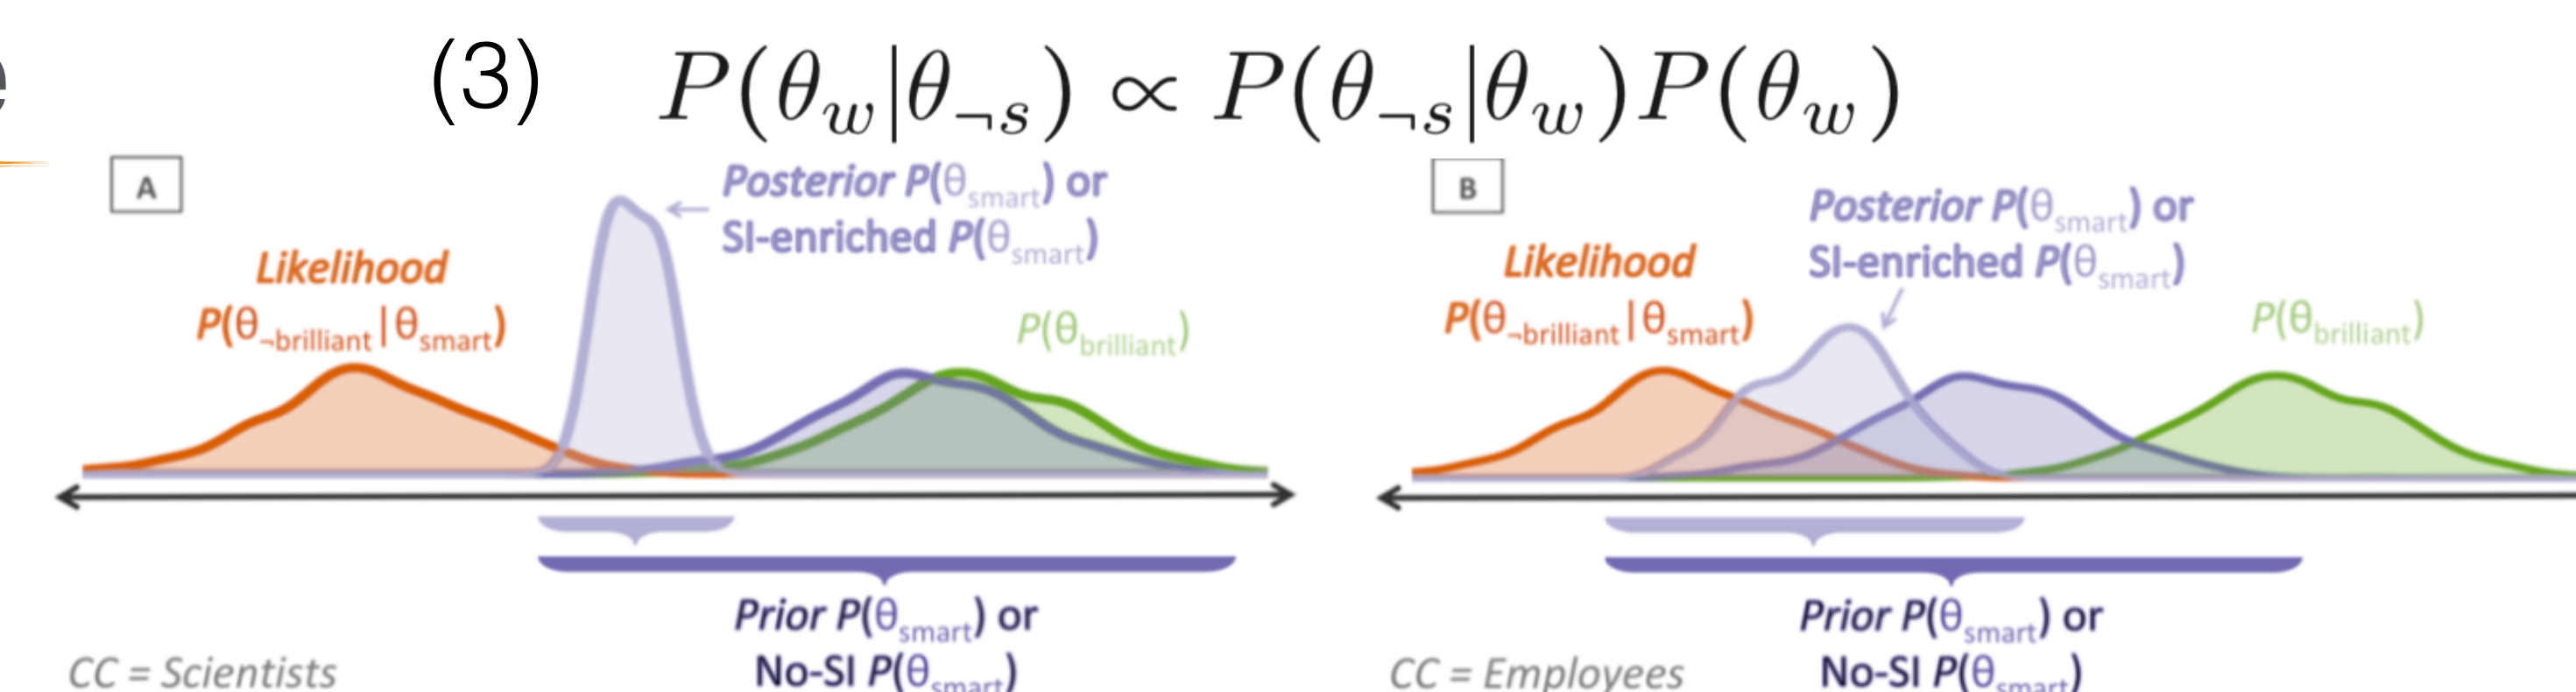 e
(3) P(θ_w|θ_¬s) ∝ P(θ_¬s|θ_w)P(θ_w)
A
Posterior P(θ_smart) or
SI-enriched P(θ_smart)
Likelihood
P(θ_¬brilliant|θ_smart)
P(θ_brilliant)
Prior P(θ_smart) or
No-SI P(θ_smart)
CC = Scientists
B
Posterior P(θ_smart) or
SI-enriched P(θ_smart)
Likelihood
P(θ_¬brilliant|θ_smart)
P(θ_brilliant)
Prior P(θ_smart) or
No-SI P(θ_smart)
CC = Employees